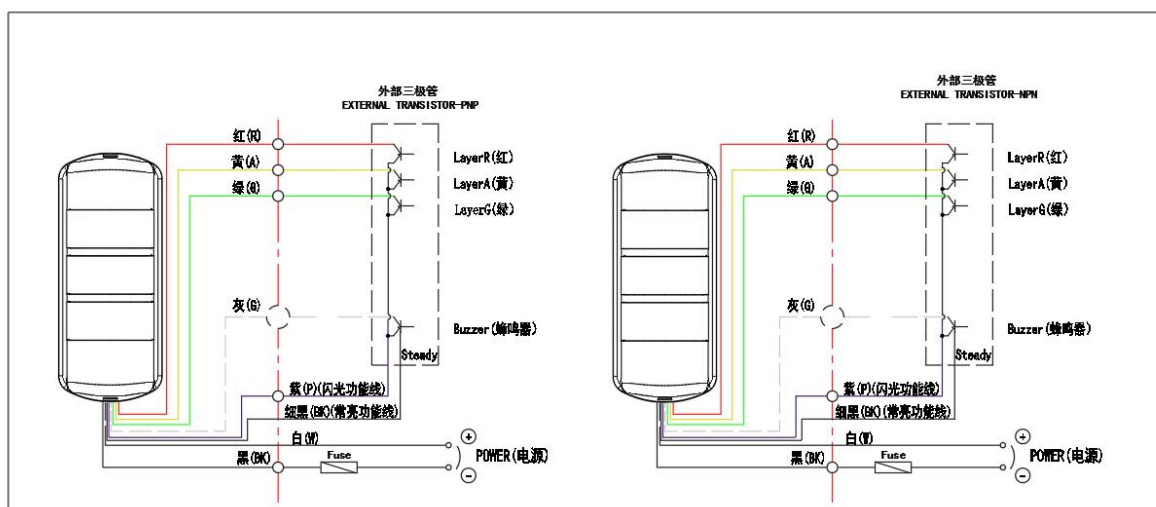 外部三极管
EXTERNAL TRANSISTOR-PNP
红(R)
黄(A)
绿(G)
LayerR(红)
LayerA(黄)
LayerG(绿)
灰(G)
Buzzer(蜂鸣器)
Steady
紫(P)(闪光功能线)
细黑(BK)(常亮功能线)
白(W)
黑(BK)
Fuse
+
POWER(电源)
-
外部三极管
EXTERNAL TRANSISTOR-NPN
红(R)
黄(A)
绿(G)
LayerR(红)
LayerA(黄)
LayerG(绿)
灰(G)
Buzzer(蜂鸣器)
Steady
紫(P)(闪光功能线)
细黑(BK)(常亮功能线)
白(W)
黑(BK)
Fuse
+
POWER(电源)
-